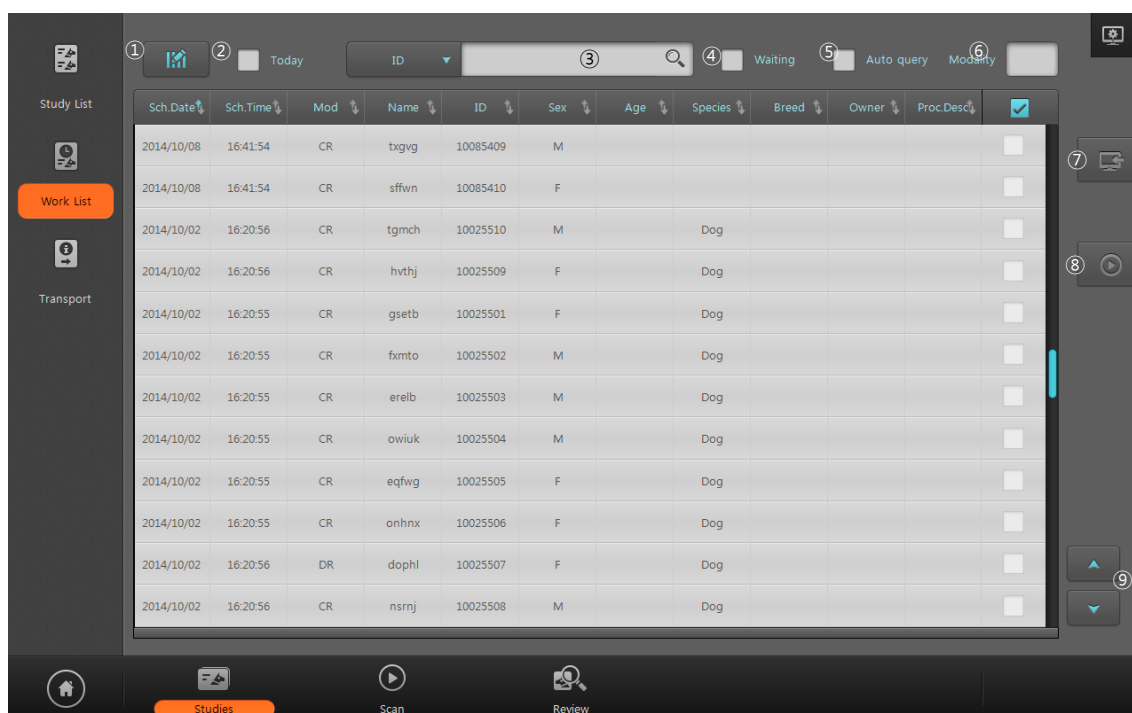 ① ② Today ID ③ ④ Waiting ⑤ Auto query Modality ⑥
Study List
Work List
Transport
Sch.Date Sch.Time Mod Name ID Sex Age Species Breed Owner Proc.Desc
2014/10/08 16:41:54 CR txgvg 10085409 M
2014/10/08 16:41:54 CR sffwn 10085410 F
2014/10/02 16:20:56 CR tgmch 10025510 M Dog
2014/10/02 16:20:56 CR hvthj 10025509 F Dog
2014/10/02 16:20:55 CR gsetb 10025501 F Dog
2014/10/02 16:20:55 CR fxmto 10025502 M Dog
2014/10/02 16:20:55 CR erelb 10025503 M Dog
2014/10/02 16:20:55 CR owiuk 10025504 M Dog
2014/10/02 16:20:55 CR eqfwg 10025505 F Dog
2014/10/02 16:20:55 CR onhnx 10025506 F Dog
2014/10/02 16:20:56 DR dophl 10025507 F Dog
2014/10/02 16:20:56 CR nsrnj 10025508 M Dog
⑦
⑧
⑨
Studies Scan Review